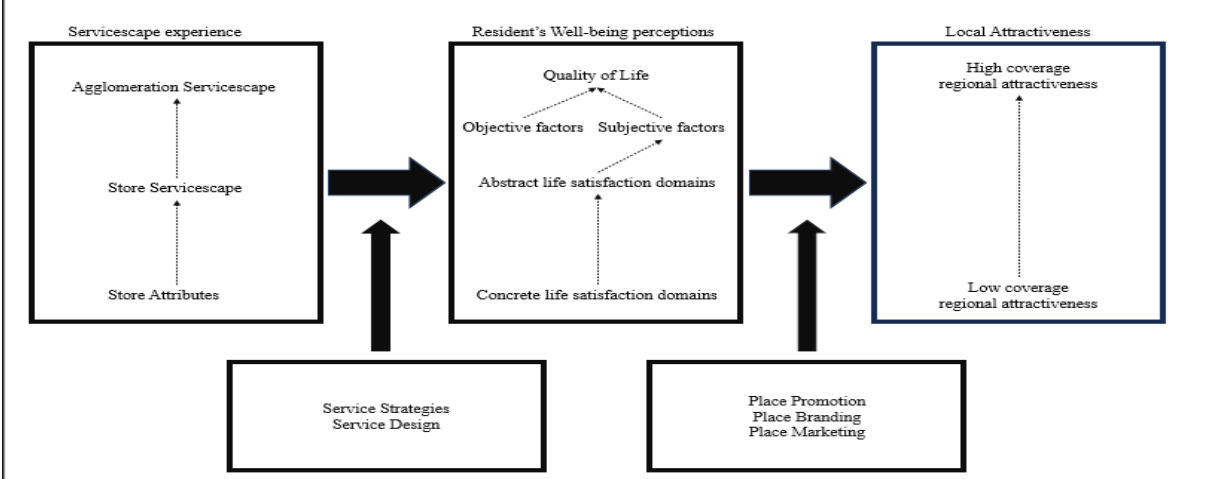 Servicescape experience
Agglomeration Servicescape
Store Servicescape
Store Attributes
Resident's Well-being perceptions
Quality of Life
Objective factors
Subjective factors
Abstract life satisfaction domains
Concrete life satisfaction domains
Local Attractiveness
High coverage
regional attractiveness
Low coverage
regional attractiveness
Service Strategies
Service Design
Place Promotion
Place Branding
Place Marketing